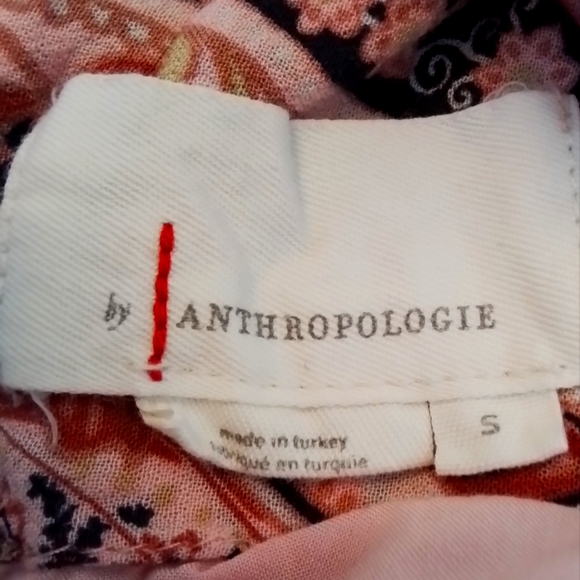 by ANTHROPOLOGIE
made in turkey
fabriqué en turquie
S